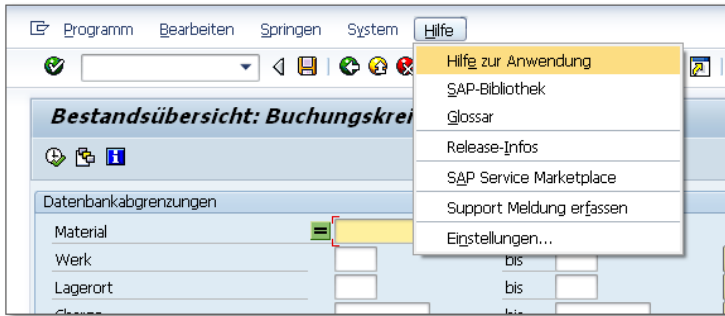 Programm Bearbeiten Springen System Hilfe
Hilfe zur Anwendung
SAP-Bibliothek
Glossar
Release-Infos
SAP Service Marketplace
Support Meldung erfassen
Einstellungen...
Bestandsübersicht: Buchungskrei
Datenbankabgrenzungen
Material
Werk bis
Lagerort bis